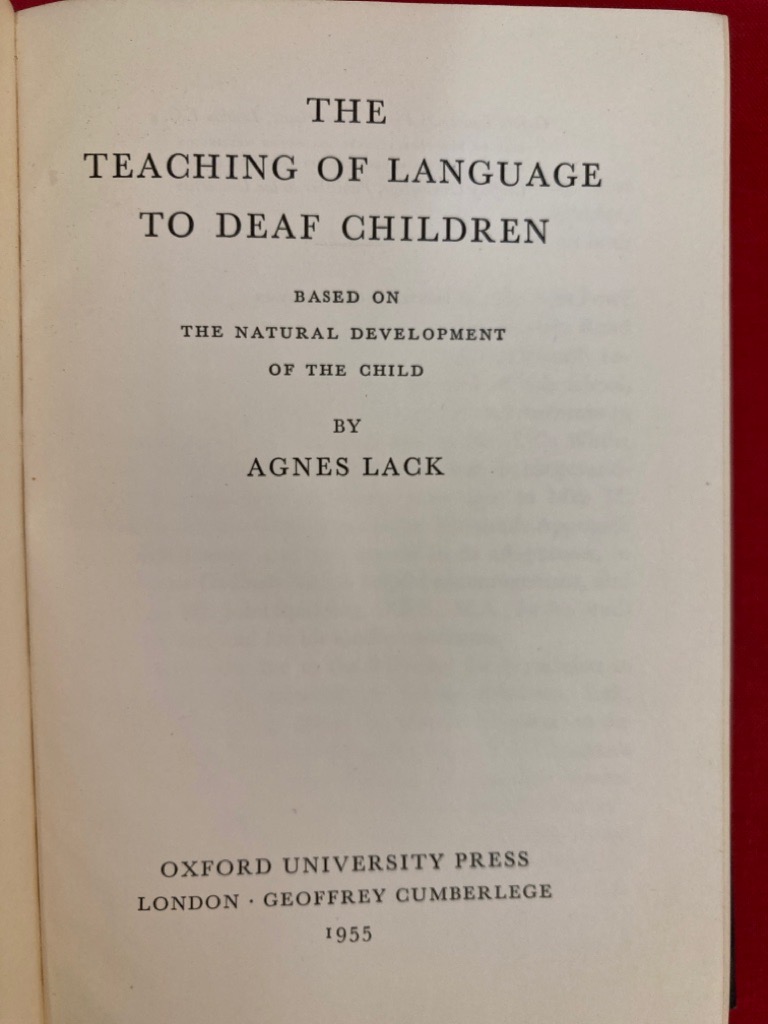 THE
TEACHING OF LANGUAGE
TO DEAF CHILDREN
BASED ON
THE NATURAL DEVELOPMENT
OF THE CHILD
BY
AGNES LACK
OXFORD UNIVERSITY PRESS
LONDON · GEOFFREY CUMBERLEGE
1955